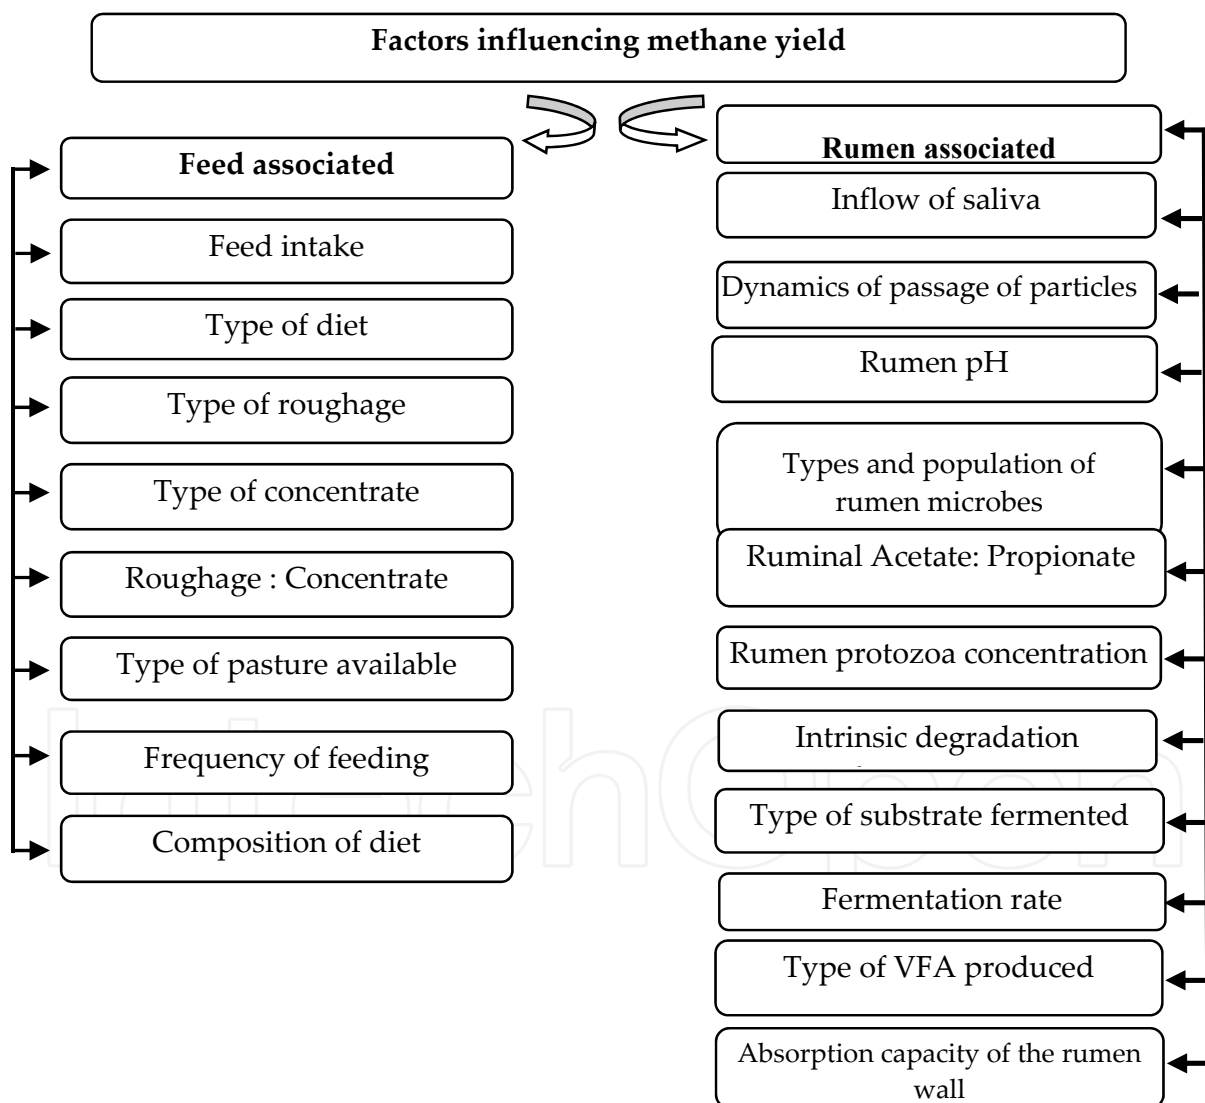 Factors influencing methane yield
Feed associated
Feed intake
Type of diet
Type of roughage
Type of concentrate
Roughage : Concentrate
Type of pasture available
Frequency of feeding
Composition of diet
Rumen associated
Inflow of saliva
Dynamics of passage of particles
Rumen pH
Types and population of
rumen microbes
Ruminal Acetate: Propionate
Rumen protozoa concentration
Intrinsic degradation
Type of substrate fermented
Fermentation rate
Type of VFA produced
Absorption capacity of the rumen
wall
IntechOpen